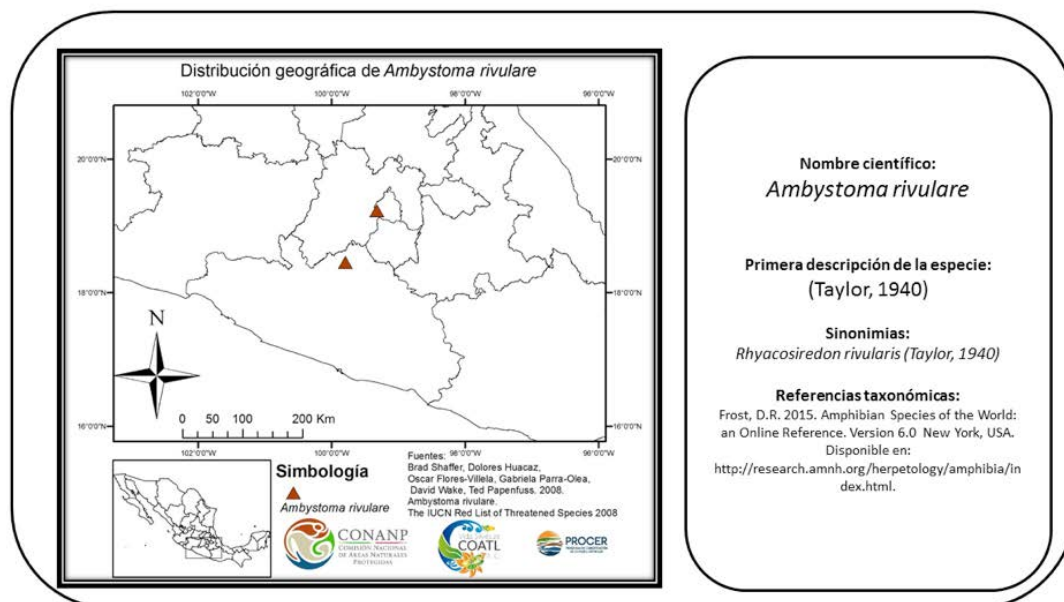 Distribución geográfica de Ambystoma rivulare
102°0'0"W 100°0'0"W 98°0'0"W 96°0'0"W
20°0'0"N 20°0'0"N
18°0'0"N 18°0'0"N
16°0'0"N 16°0'0"N
102°0'0"W 100°0'0"W 98°0'0"W 96°0'0"W
N
0 50 100 200 Km
Simbología
Ambystoma rivulare
Fuentes:
Brad Shaffer, Dolores Huacaz,
Oscar Flores-Villela, Gabriela Parra-Olea,
David Wake, Ted Papenfuss. 2008.
Ambystoma rivulare.
The IUCN Red List of Threatened Species 2008
CONANP
COMISIÓN NACIONAL
DE ÁREAS NATURALES
PROTEGIDAS
COATL
PROCER
Nombre científico:
Ambystoma rivulare
Primera descripción de la especie:
(Taylor, 1940)
Sinonimias:
Rhyacosiredon rivularis (Taylor, 1940)
Referencias taxonómicas:
Frost, D.R. 2015. Amphibian Species of the World:
an Online Reference. Version 6.0 New York, USA.
Disponible en:
http://research.amnh.org/herpetology/amphibia/in
dex.html.